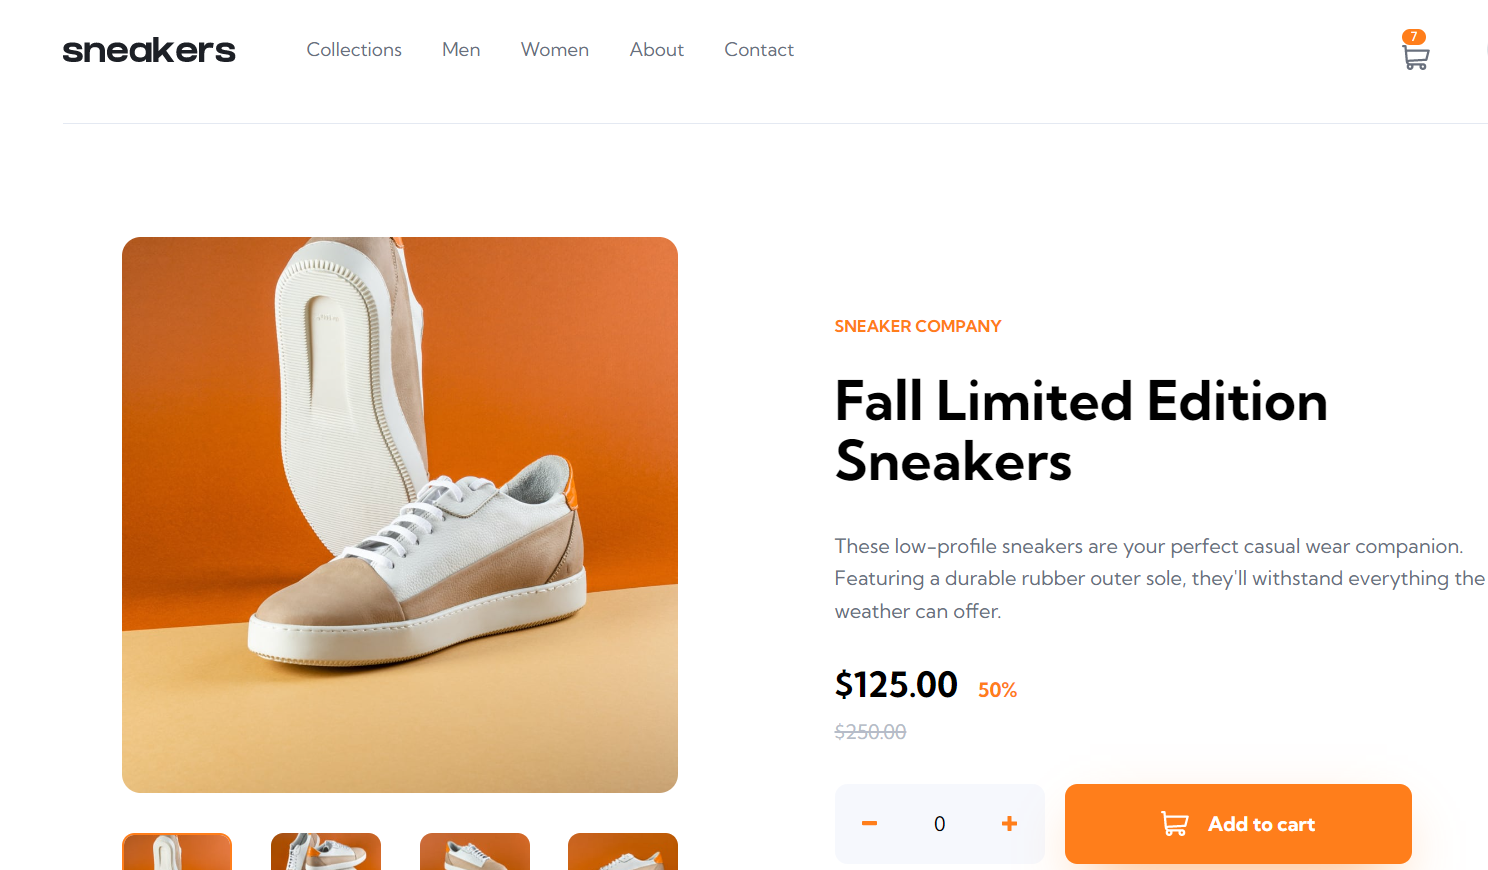 sneakers
Collections Men Women About Contact
7
SNEAKER COMPANY
Fall Limited Edition
Sneakers
These low-profile sneakers are your perfect casual wear companion.
Featuring a durable rubber outer sole, they'll withstand everything the
weather can offer.
$125.00 50%
$250.00
0
Add to cart